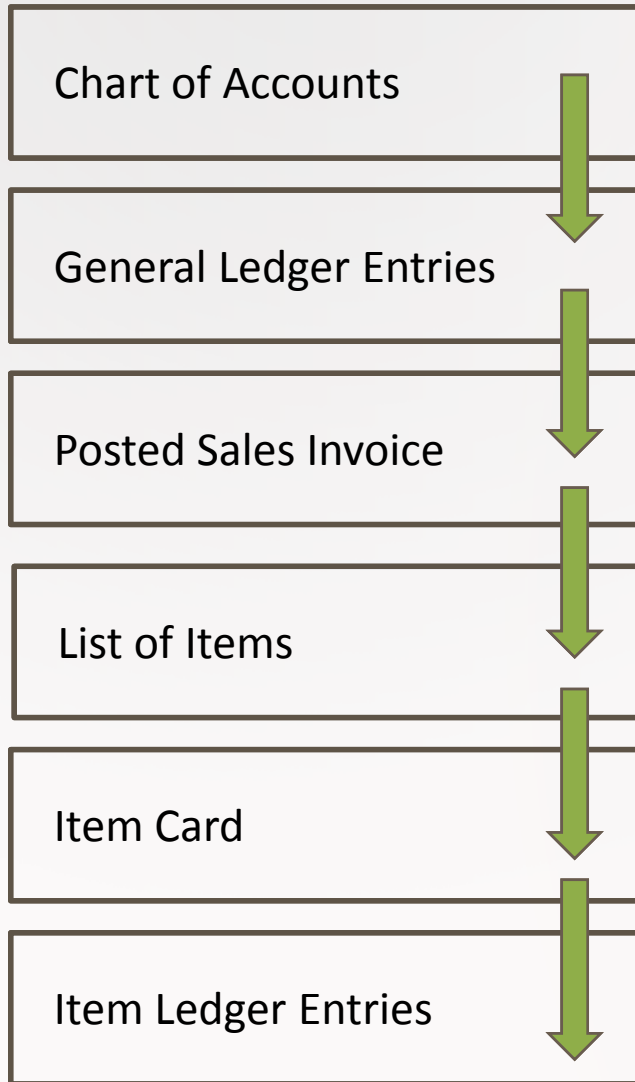 Chart of Accounts
General Ledger Entries
Posted Sales Invoice
List of Items
Item Card
Item Ledger Entries